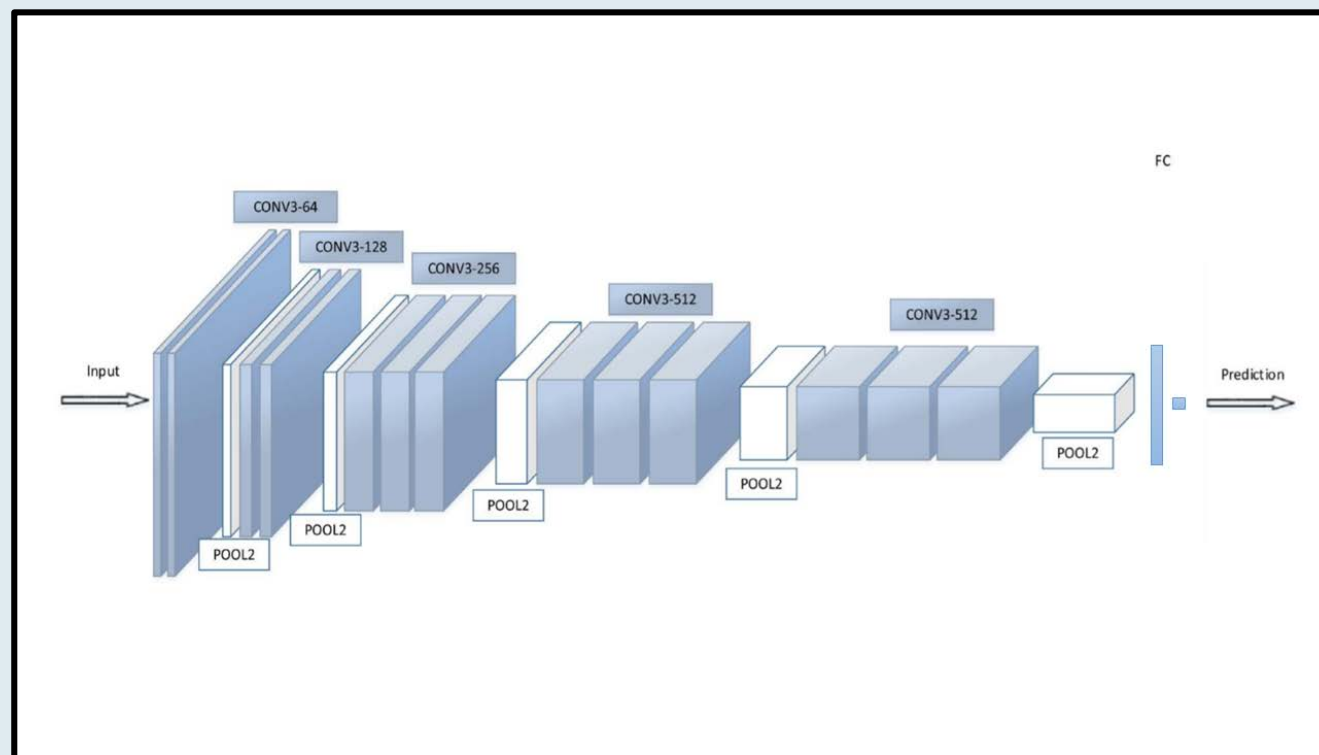 FC
CONV3-64
CONV3-128
CONV3-256
CONV3-512
CONV3-512
Input
Prediction
POOL2
POOL2
POOL2
POOL2
POOL2